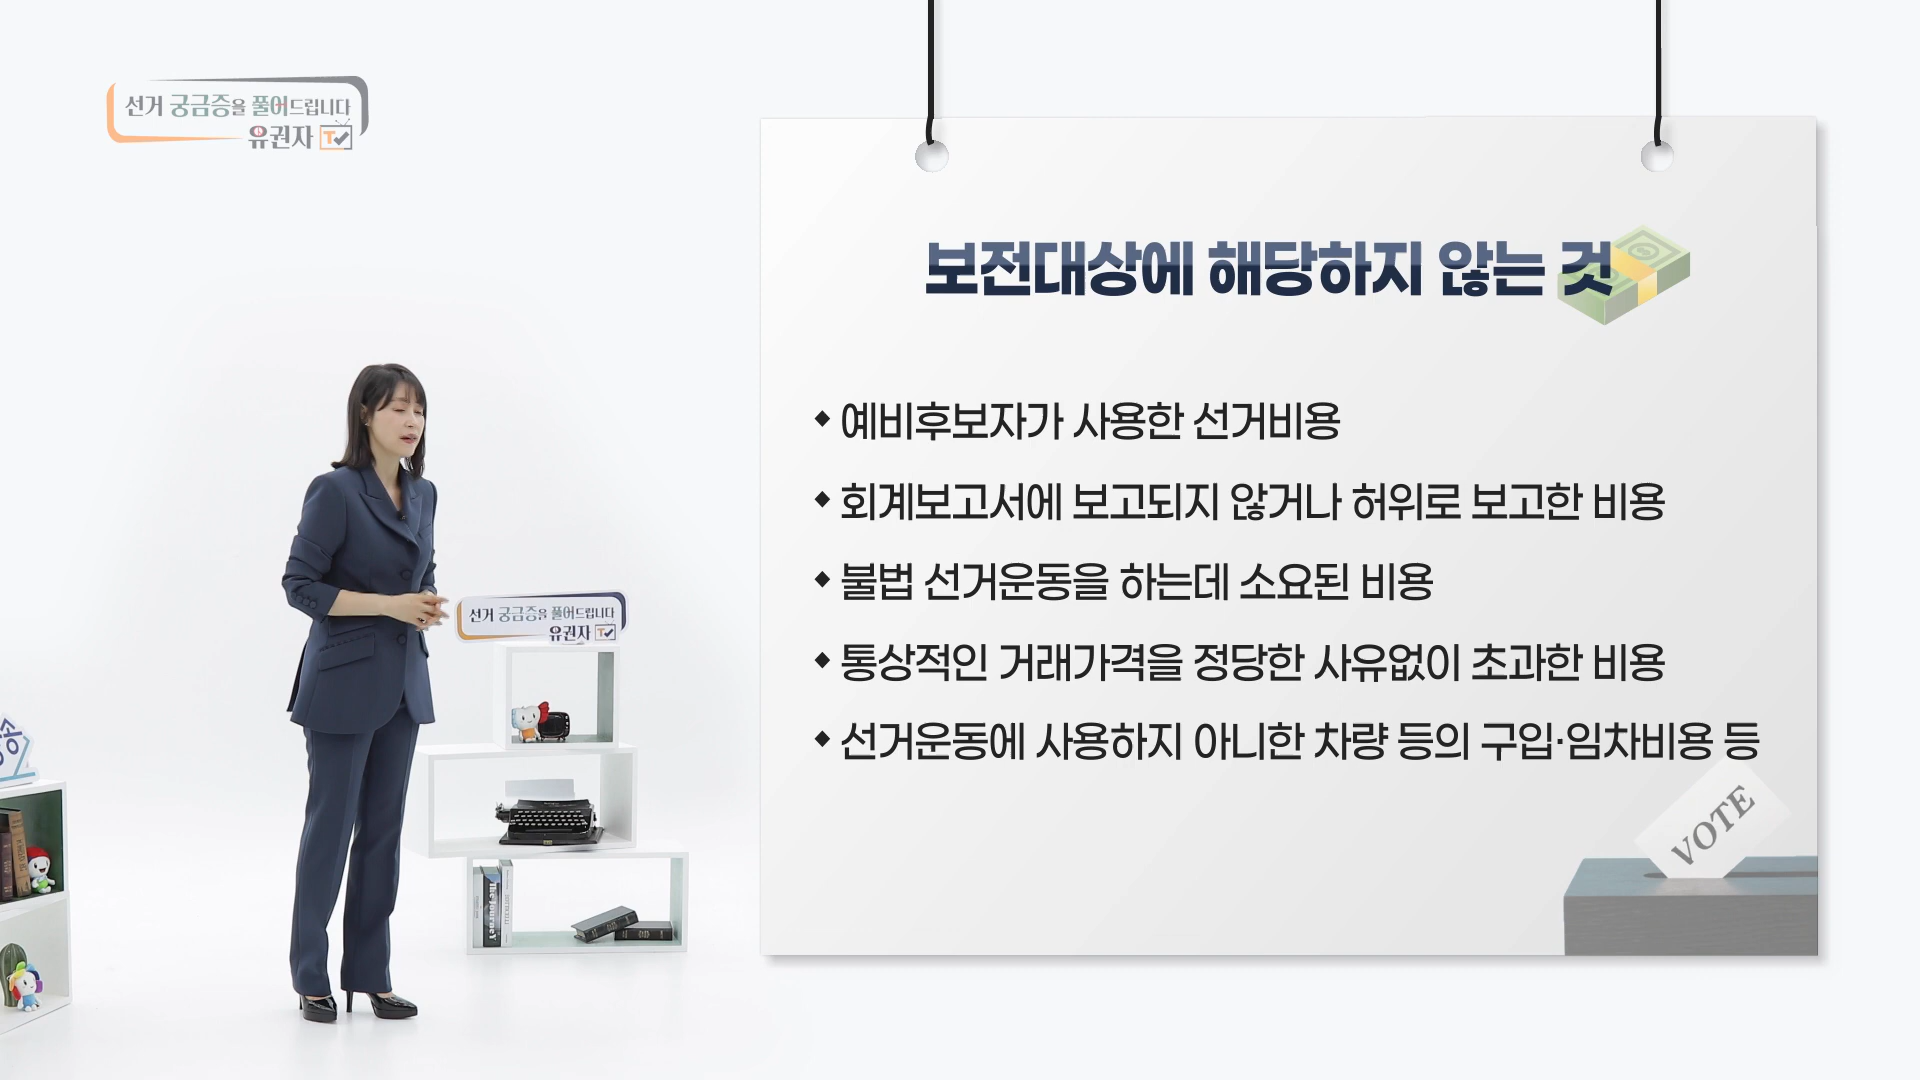 선거 궁금증을 풀어드립니다
유권자 T
보전대상에 해당하지 않는 것
◆ 예비후보자가 사용한 선거비용
◆ 회계보고서에 보고되지 않거나 허위로 보고한 비용
◆ 불법 선거운동을 하는데 소요된 비용
◆ 통상적인 거래가격을 정당한 사유없이 초과한 비용
◆ 선거운동에 사용하지 아니한 차량 등의 구입·임차비용 등
VOTE
선거 궁금증을 풀어드립니다
유권자 T
The Journey